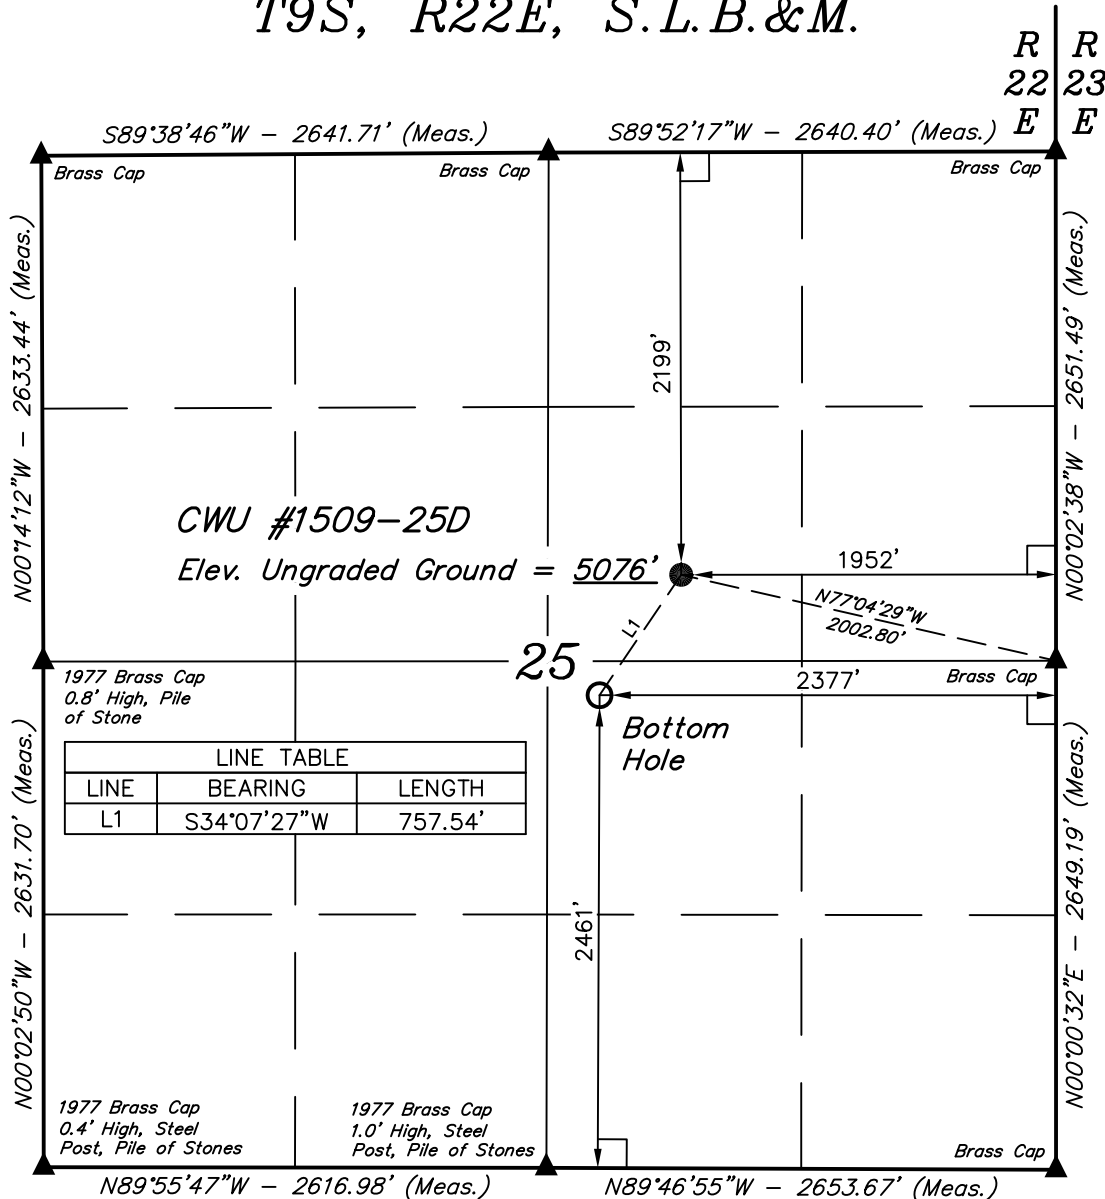 T9S, R22E, S.L.B.&M.
R R
22 23
E E
S89°38'46"W - 2641.71' (Meas.)
S89°52'17"W - 2640.40' (Meas.)
Brass Cap
Brass Cap
Brass Cap
N00°14'12"W - 2633.44' (Meas.)
N00°02'38"W - 2651.49' (Meas.)
2199'
CWU #1509-25D
Elev. Ungraded Ground = 5076'
1952'
N77°04'29"W
2002.80'
L1
25
1977 Brass Cap
0.8' High, Pile
of Stone
2377'
Brass Cap
Bottom
Hole
LINE TABLE
LINE BEARING LENGTH
L1 S34°07'27"W 757.54'
N00°02'50"W - 2631.70' (Meas.)
N00°00'32"E - 2649.19' (Meas.)
2461'
1977 Brass Cap
0.4' High, Steel
Post, Pile of Stones
1977 Brass Cap
1.0' High, Steel
Post, Pile of Stones
Brass Cap
N89°55'47"W - 2616.98' (Meas.)
N89°46'55"W - 2653.67' (Meas.)